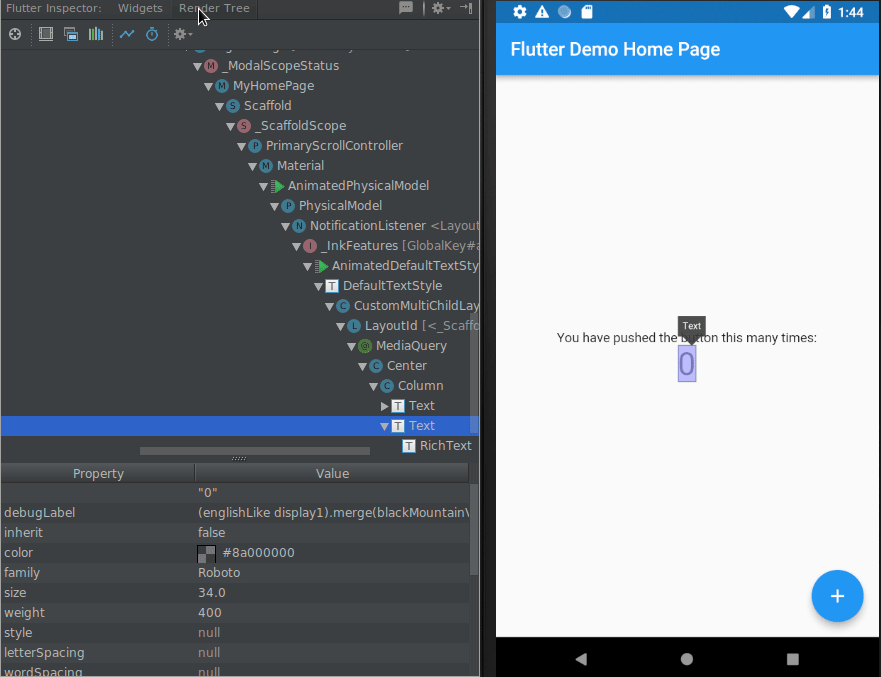 Flutter Inspector: Widgets Render Tree
_ModalScopeStatus
MyHomePage
Scaffold
_ScaffoldScope
PrimaryScrollController
Material
AnimatedPhysicalModel
PhysicalModel
NotificationListener <Layout
_InkFeatures [GlobalKey#a
AnimatedDefaultTextSty
DefaultTextStyle
CustomMultiChildLay
LayoutId [<_Scaffo
MediaQuery
Center
Column
Text
Text
RichText
Property Value
"0"
debugLabel (englishLike display1).merge(blackMountainV
inherit false
color #8a000000
family Roboto
size 34.0
weight 400
style null
letterSpacing null
wordSpacing null
1:44
Flutter Demo Home Page
Text
You have pushed the button this many times:
0
+